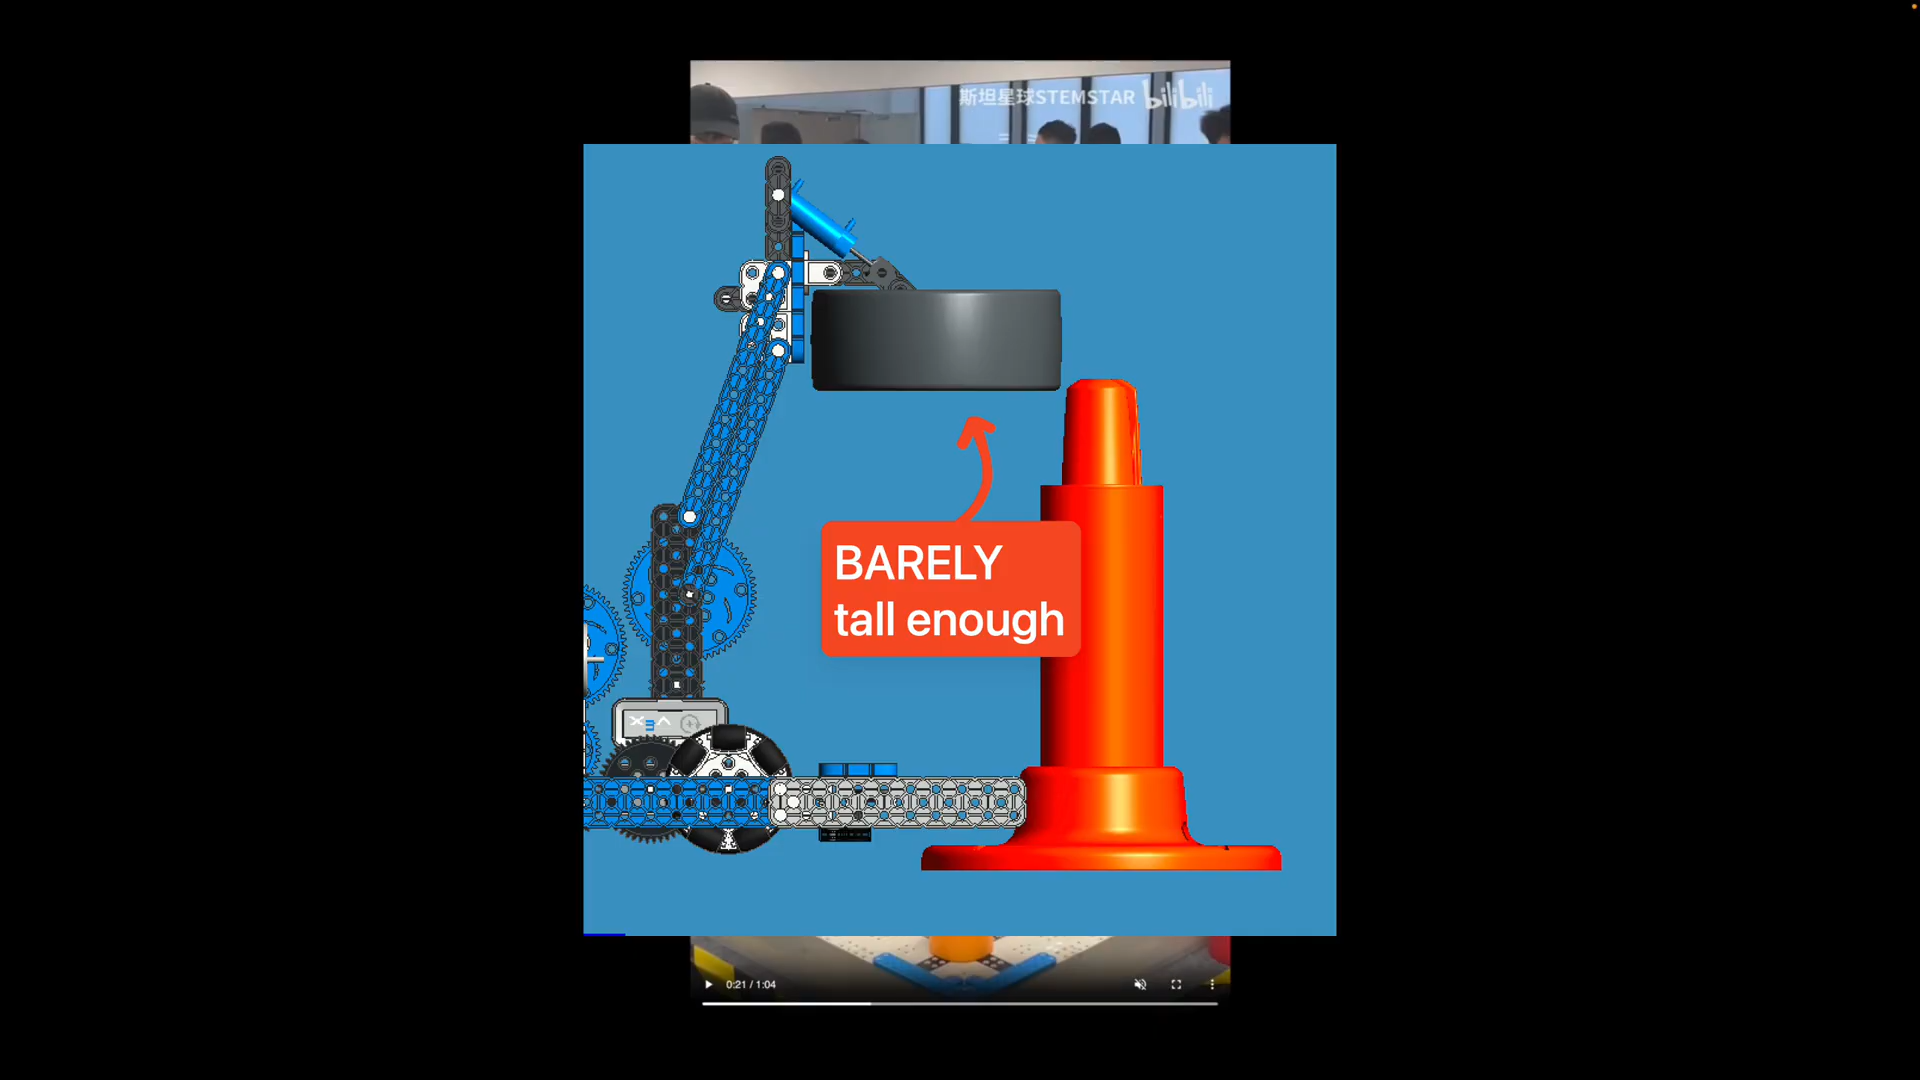 斯坦星球STEMSTAR bilibili
BARELY
tall enough
VEX
0:21 / 1:04